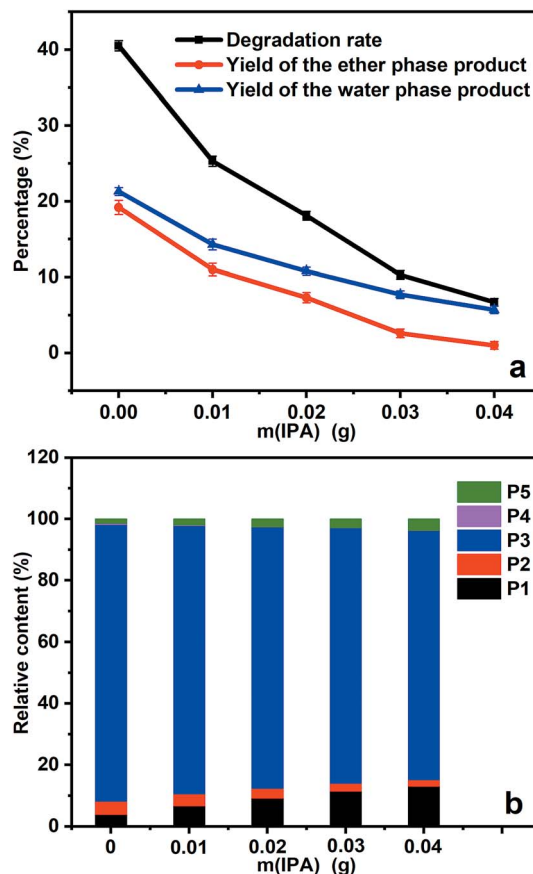 Degradation rate
Yield of the ether phase product
Yield of the water phase product
Percentage (%)
40
30
20
10
0
0.00 0.01 0.02 0.03 0.04
m(IPA) (g)
a
Relative content (%)
120
100
80
60
40
20
0
P5
P4
P3
P2
P1
0 0.01 0.02 0.03 0.04
m(IPA) (g)
b